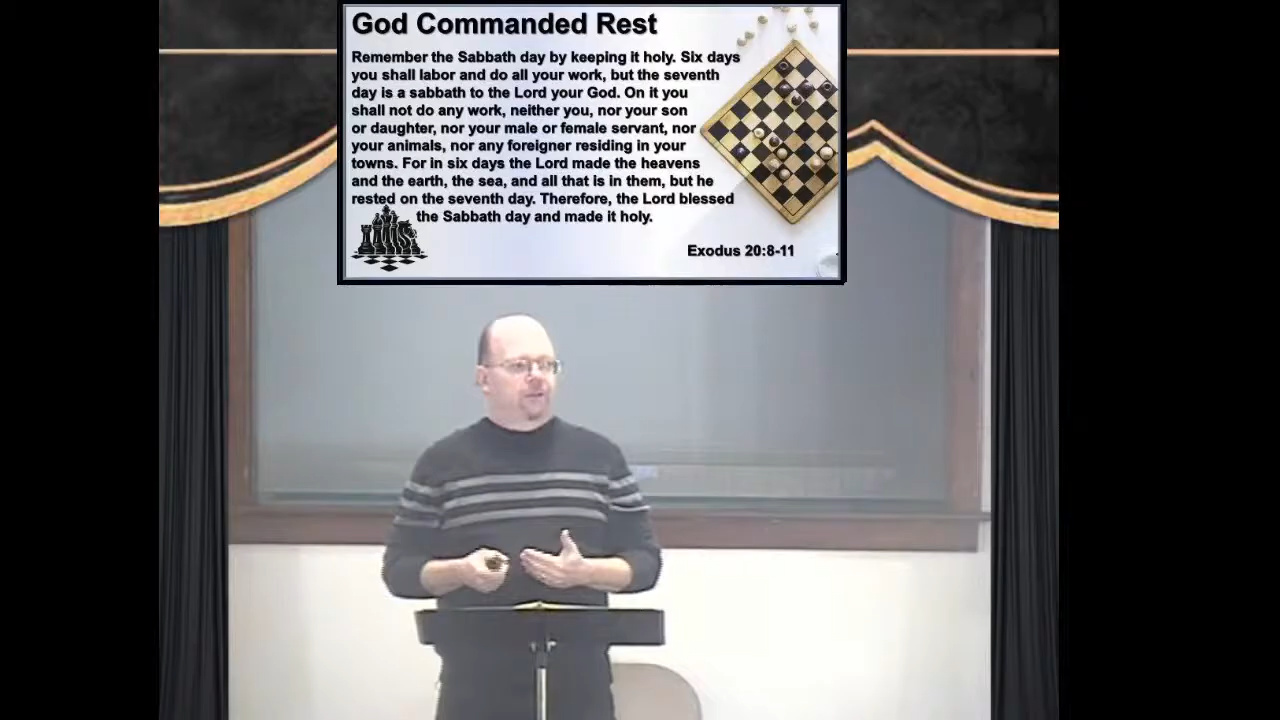 God Commanded Rest
Remember the Sabbath day by keeping it holy. Six days
you shall labor and do all your work, but the seventh
day is a sabbath to the Lord your God. On it you
shall not do any work, neither you, nor your son
or daughter, nor your male or female servant, nor
your animals, nor any foreigner residing in your
towns. For in six days the Lord made the heavens
and the earth, the sea, and all that is in them, but he
rested on the seventh day. Therefore, the Lord blessed
the Sabbath day and made it holy.
Exodus 20:8-11